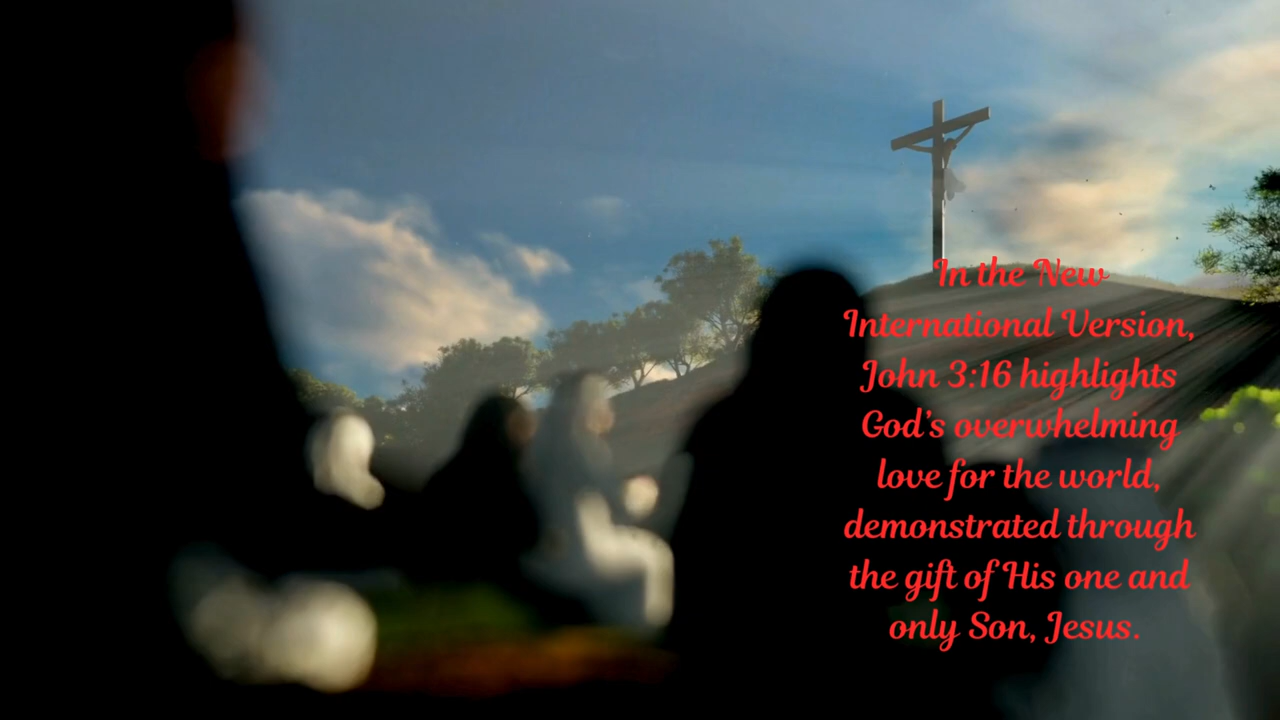 In the New
International Version,
John 3:16 highlights
God’s overwhelming
love for the world,
demonstrated through
the gift of His one and
only Son, Jesus.